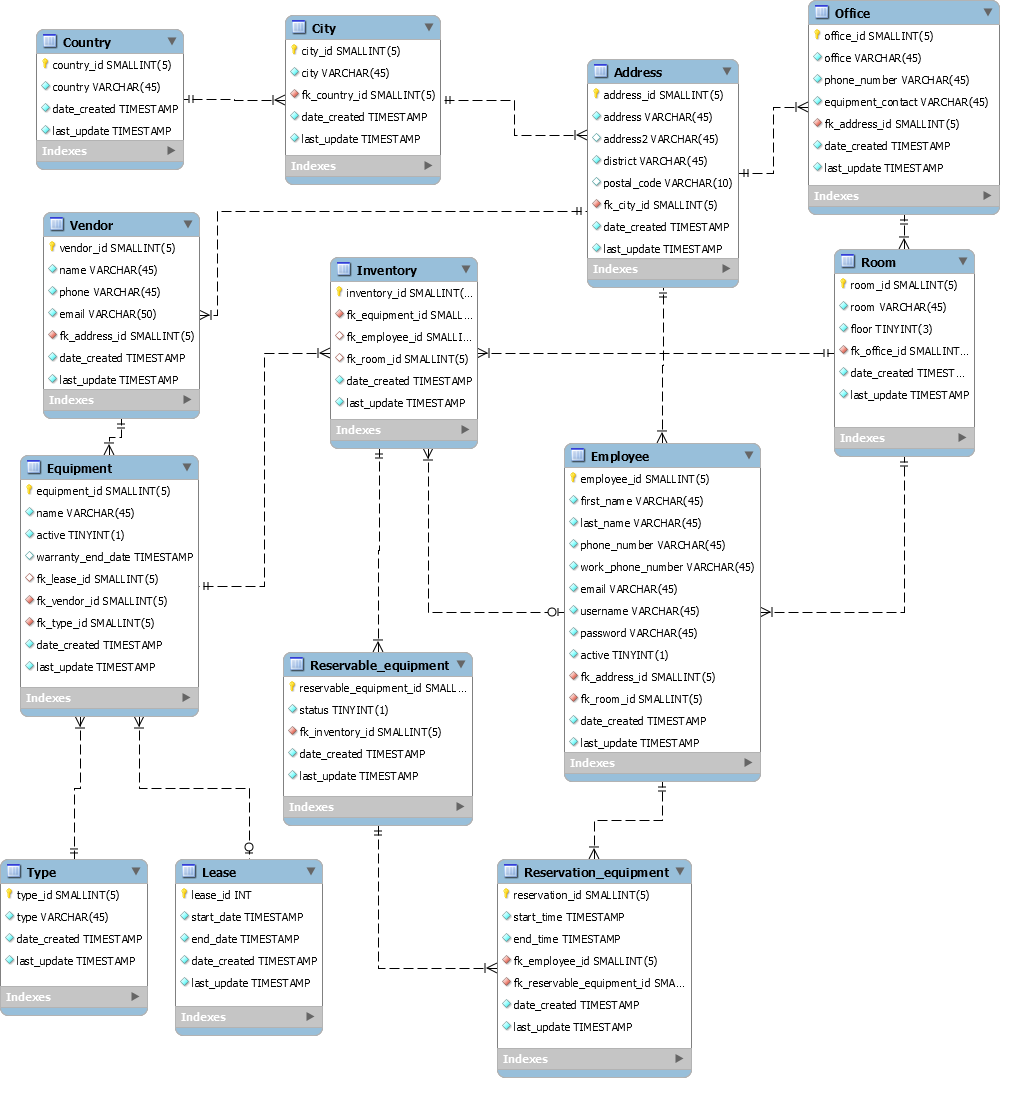 Country
country_id SMALLINT(5)
country VARCHAR(45)
date_created TIMESTAMP
last_update TIMESTAMP
Indexes
City
city_id SMALLINT(5)
city VARCHAR(45)
fk_country_id SMALLINT(5)
date_created TIMESTAMP
last_update TIMESTAMP
Indexes
Address
address_id SMALLINT(5)
address VARCHAR(45)
address2 VARCHAR(45)
district VARCHAR(45)
postal_code VARCHAR(10)
fk_city_id SMALLINT(5)
date_created TIMESTAMP
last_update TIMESTAMP
Indexes
Office
office_id SMALLINT(5)
office VARCHAR(45)
phone_number VARCHAR(45)
equipment_contact VARCHAR(45)
fk_address_id SMALLINT(5)
date_created TIMESTAMP
last_update TIMESTAMP
Indexes
Vendor
vendor_id SMALLINT(5)
name VARCHAR(45)
phone VARCHAR(45)
email VARCHAR(50)
fk_address_id SMALLINT(5)
date_created TIMESTAMP
last_update TIMESTAMP
Indexes
Inventory
inventory_id SMALLINT(...
fk_equipment_id SMALL...
fk_employee_id SMALLI...
fk_room_id SMALLINT(5)
date_created TIMESTAMP
last_update TIMESTAMP
Indexes
Room
room_id SMALLINT(5)
room VARCHAR(45)
floor TINYINT(3)
fk_office_id SMALLINT...
date_created TIMEST...
last_update TIMESTAMP
Indexes
Equipment
equipment_id SMALLINT(5)
name VARCHAR(45)
active TINYINT(1)
warranty_end_date TIMESTAMP
fk_lease_id SMALLINT(5)
fk_vendor_id SMALLINT(5)
fk_type_id SMALLINT(5)
date_created TIMESTAMP
last_update TIMESTAMP
Indexes
Employee
employee_id SMALLINT(5)
first_name VARCHAR(45)
last_name VARCHAR(45)
phone_number VARCHAR(45)
work_phone_number VARCHAR(45)
email VARCHAR(45)
username VARCHAR(45)
password VARCHAR(45)
active TINYINT(1)
fk_address_id SMALLINT(5)
fk_room_id SMALLINT(5)
date_created TIMESTAMP
last_update TIMESTAMP
Indexes
Reservable_equipment
reservable_equipment_id SMALL...
status TINYINT(1)
fk_inventory_id SMALLINT(5)
date_created TIMESTAMP
last_update TIMESTAMP
Indexes
Type
type_id SMALLINT(5)
type VARCHAR(45)
date_created TIMESTAMP
last_update TIMESTAMP
Indexes
Lease
lease_id INT
start_date TIMESTAMP
end_date TIMESTAMP
date_created TIMESTAMP
last_update TIMESTAMP
Indexes
Reservation_equipment
reservation_id SMALLINT(5)
start_time TIMESTAMP
end_time TIMESTAMP
fk_employee_id SMALLINT(5)
fk_reservable_equipment_id SMA...
date_created TIMESTAMP
last_update TIMESTAMP
Indexes